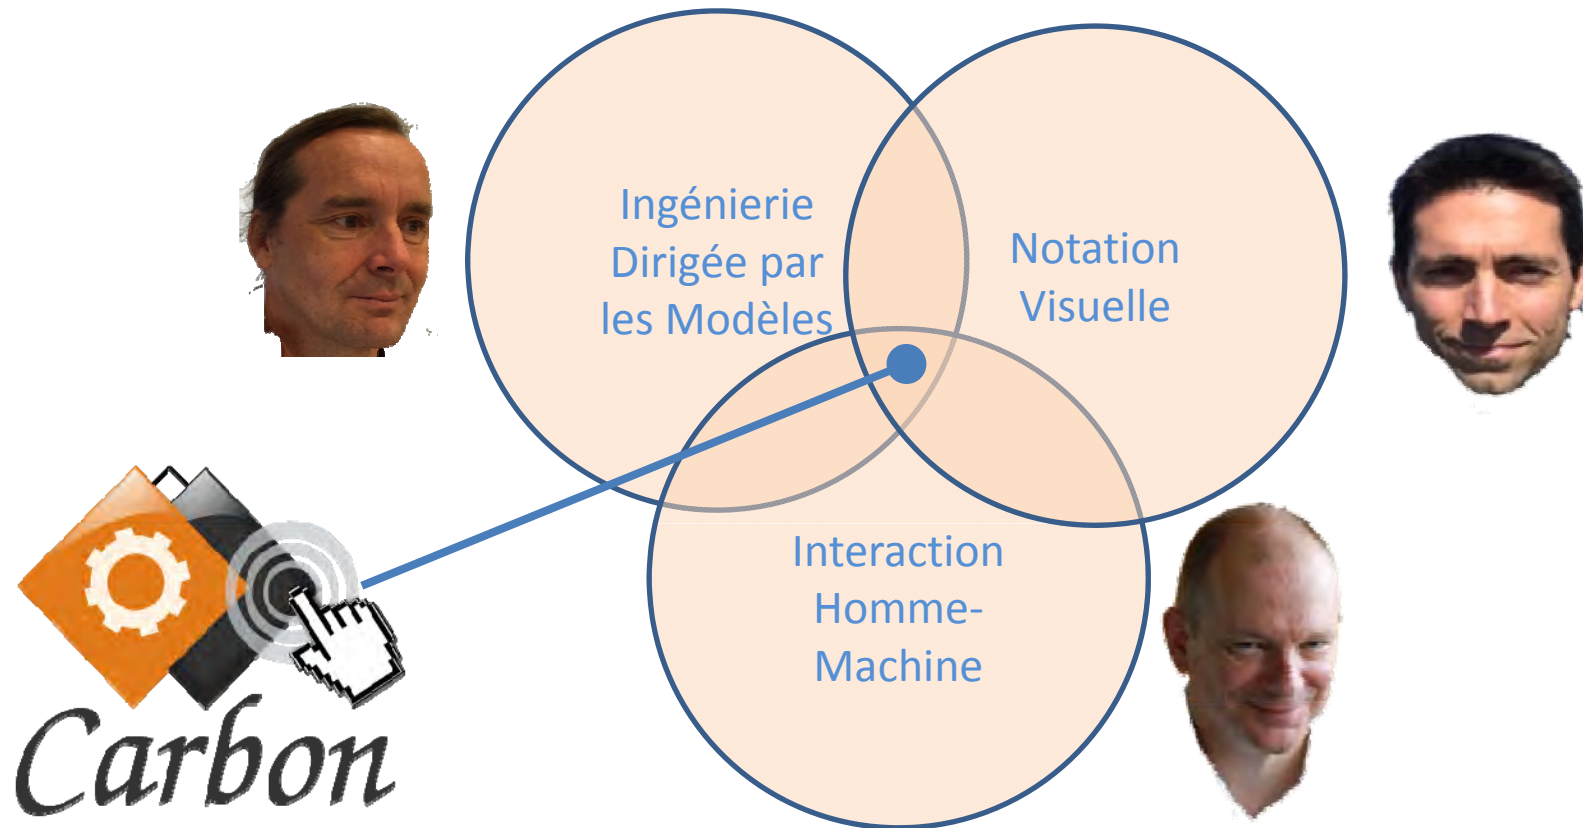 Ingénierie
Dirigée par
les Modèles
Notation
Visuelle
Interaction
Homme-
Machine
Carbon